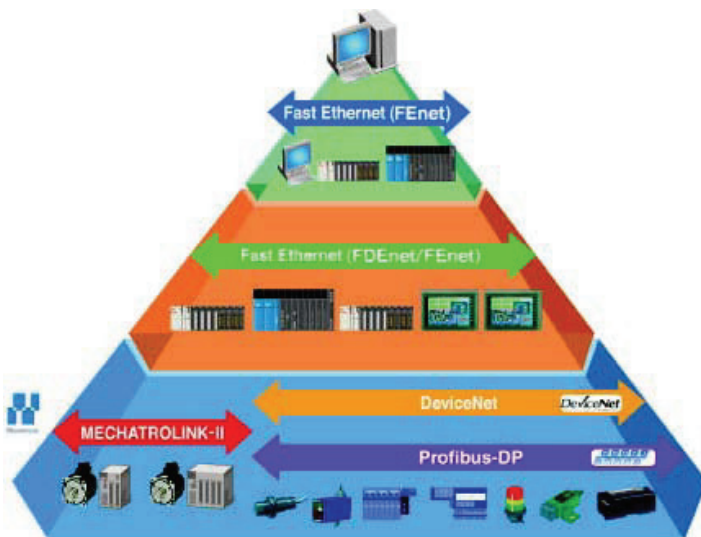 Fast Ethernet (FEnet)
Fast Ethernet (FDEnet/FEnet)
DeviceNet
DeviceNet
MECHATROLINK-II
Profibus-DP